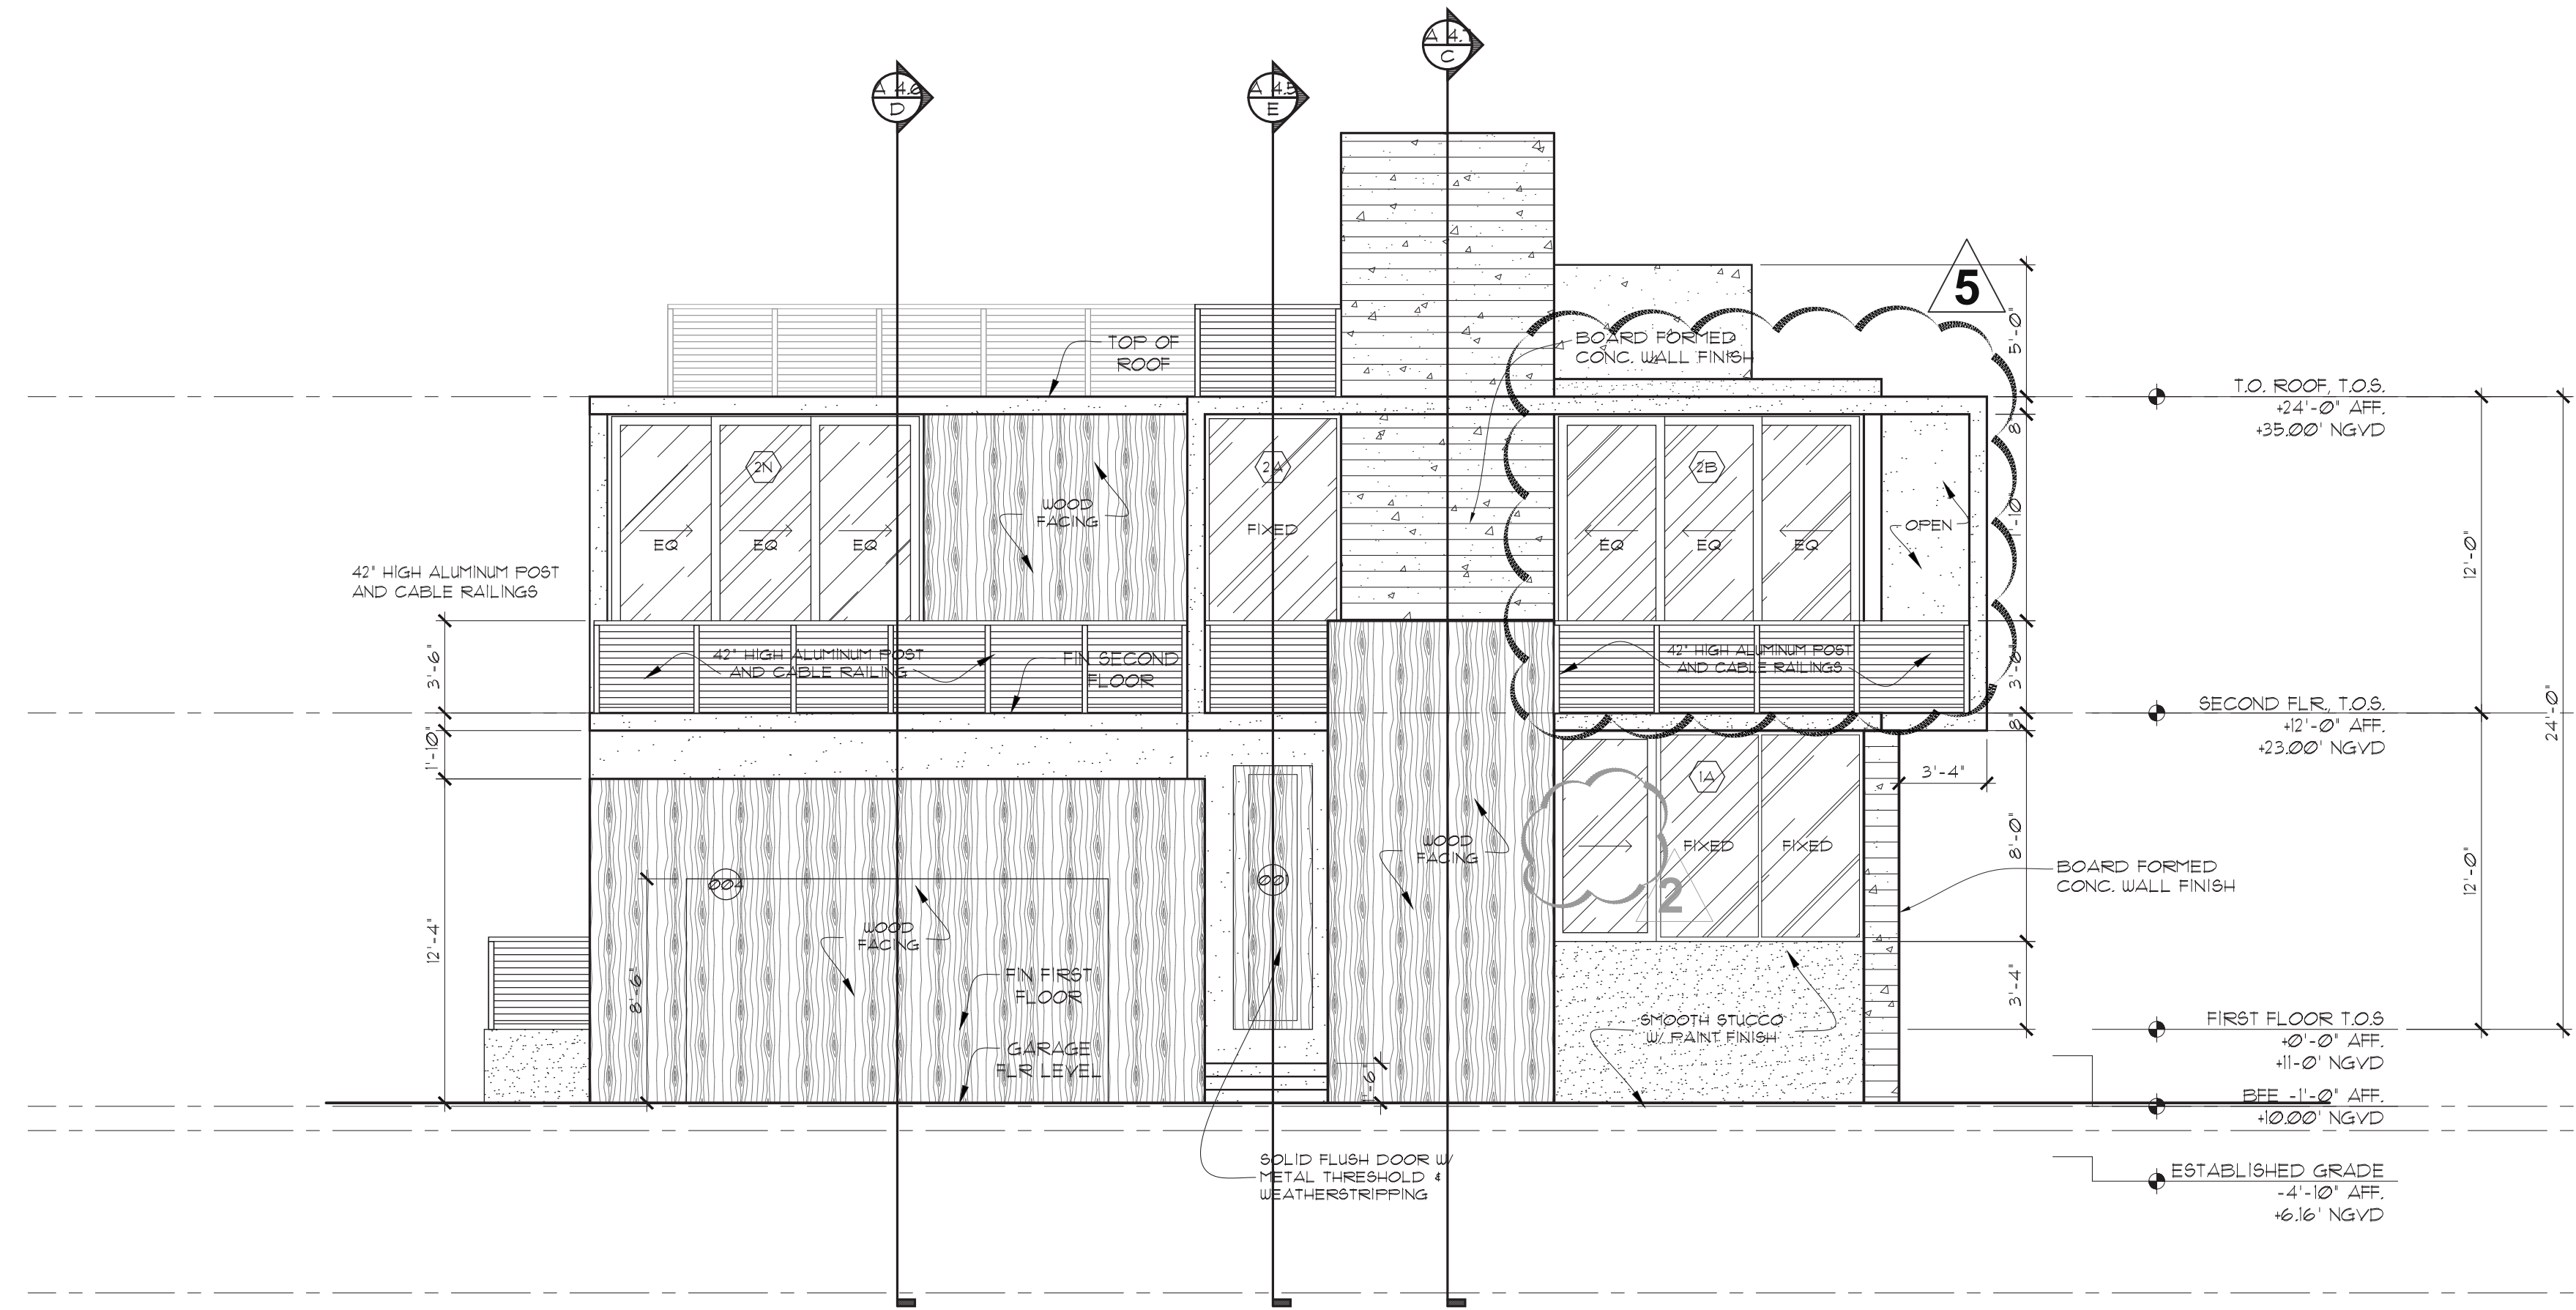 A 4.6
D
A 4.5
E
C
5
TOP OF
ROOF
BOARD FORMED
CONC. WALL FINISH
5'-0"
8"
T.O. ROOF, T.O.S.
+24'-0" AFF.
+35.00' NGVD
2N
2A
2B
WOOD
FACING
FIXED
OPEN
EQ
EQ
EQ
EQ
EQ
EQ
12'-0"
42" HIGH ALUMINUM POST
AND CABLE RAILINGS
3'-6"
42" HIGH ALUMINUM POST
AND CABLE RAILING
FIN SECOND
FLOOR
42" HIGH ALUMINUM POST
AND CABLE RAILINGS
3'-6"
8"
SECOND FLR., T.O.S.
+12'-0" AFF.
+23.00' NGVD
24'-0"
1'-10"
3'-4"
1A
WOOD
FACING
FIXED
FIXED
2
8'-0"
12'-0"
BOARD FORMED
CONC. WALL FINISH
004
12'-4"
8'-6"
WOOD
FACING
FIN FIRST
FLOOR
GARAGE
FLR LEVEL
3'-4"
SMOOTH STUCCO
W/ PAINT FINISH
FIRST FLOOR T.O.S
+0'-0" AFF.
+11-0' NGVD
1'-6"
BFE -1'-0" AFF.
+10.00' NGVD
SOLID FLUSH DOOR W/
METAL THRESHOLD &
WEATHERSTRIPPING
ESTABLISHED GRADE
-4'-10" AFF.
+6.16' NGVD